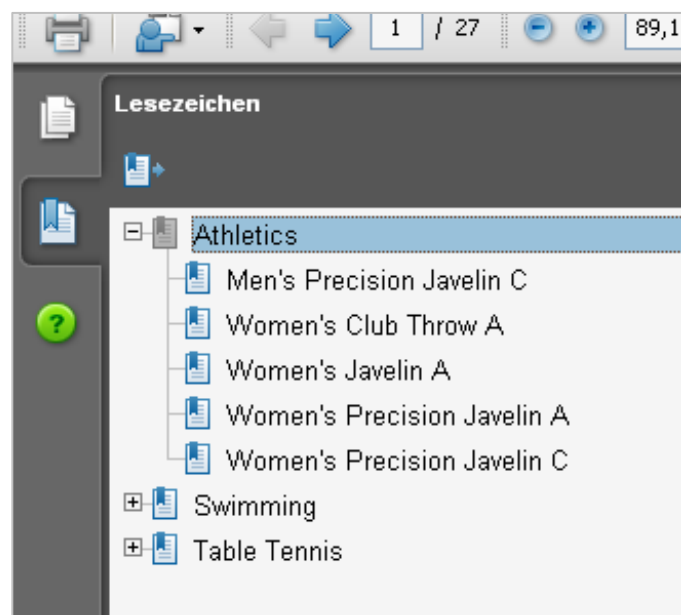 1 / 27 89,1
Lesezeichen
Athletics
Men's Precision Javelin C
Women's Club Throw A
Women's Javelin A
Women's Precision Javelin A
Women's Precision Javelin C
Swimming
Table Tennis